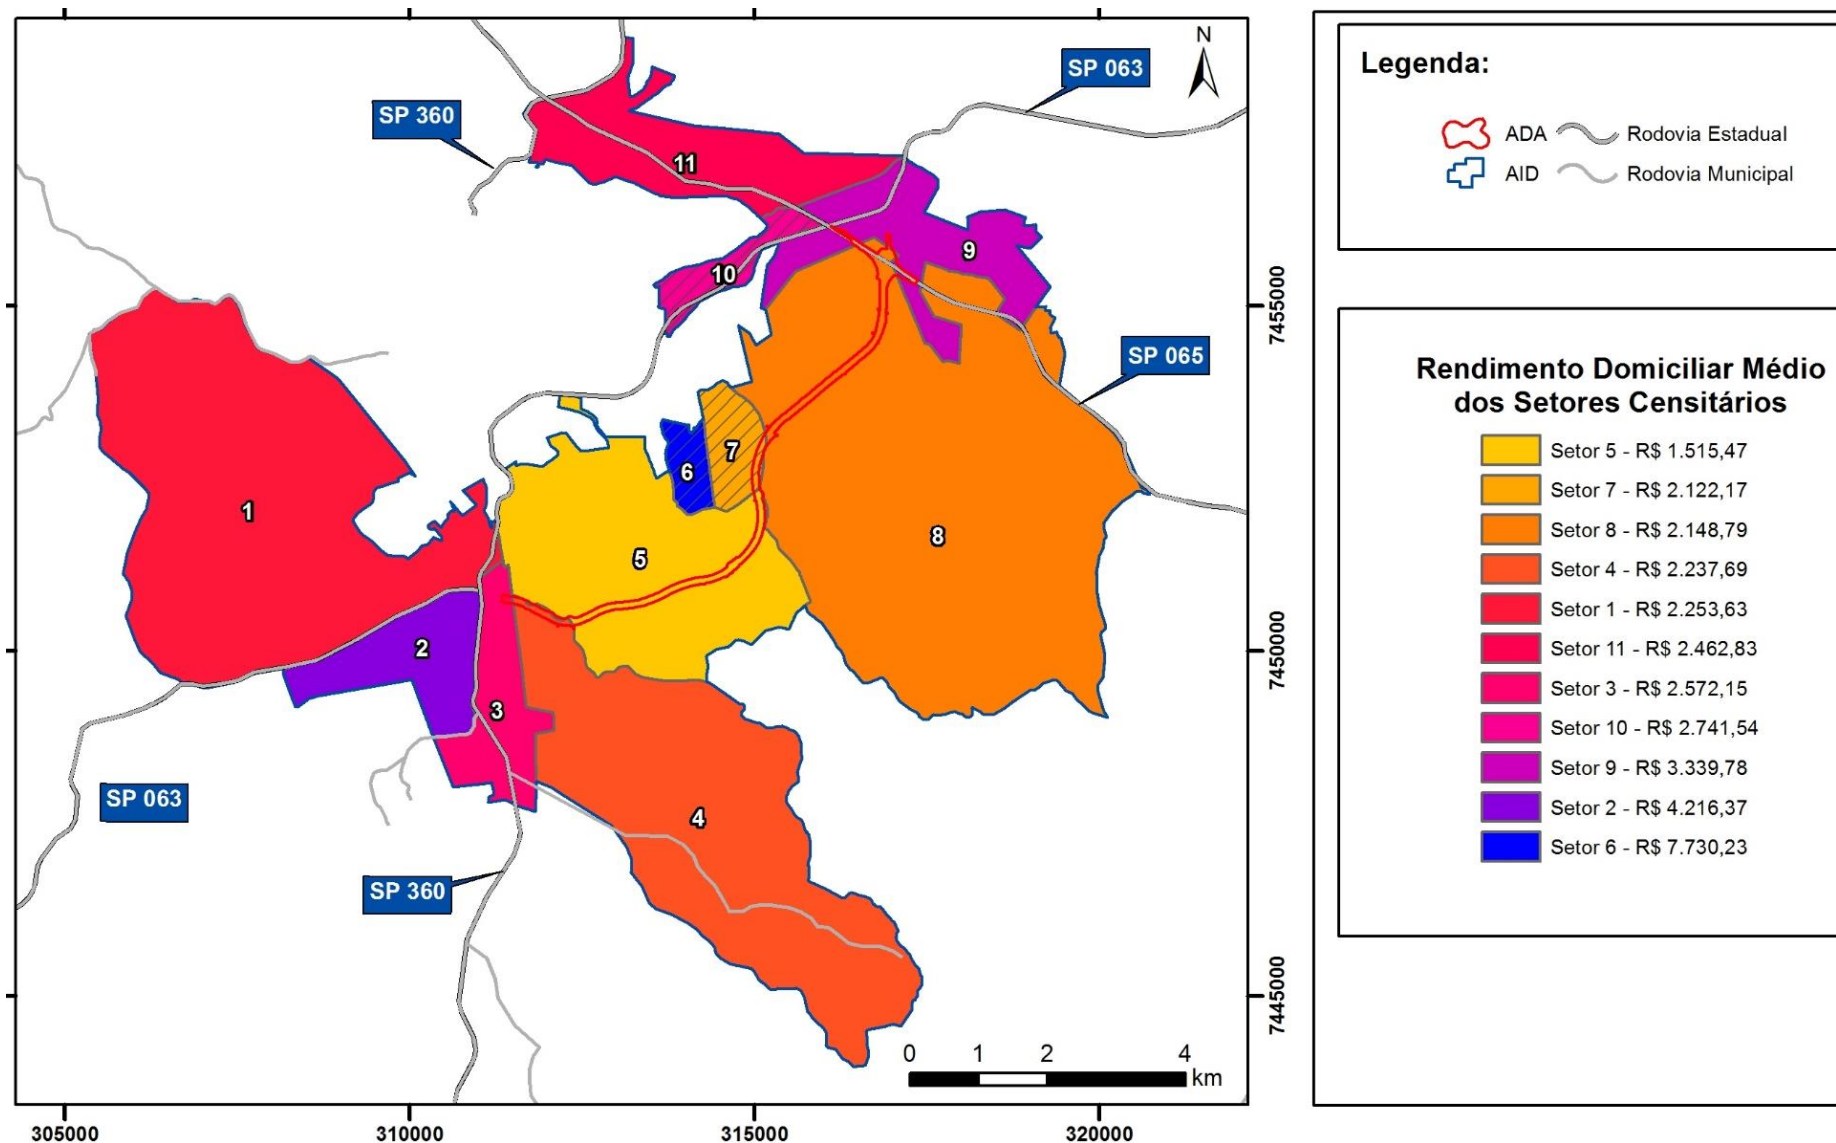 N
SP 063
SP 360
11
9
10
SP 065
7
6
1
8
5
2
3
SP 063
4
SP 360
0 1 2 4
km
305000 310000 315000 320000
7455000
7450000
7445000
Legenda:
ADA Rodovia Estadual
AID Rodovia Municipal
Rendimento Domiciliar Médio
dos Setores Censitários
Setor 5 - R$ 1.515,47
Setor 7 - R$ 2.122,17
Setor 8 - R$ 2.148,79
Setor 4 - R$ 2.237,69
Setor 1 - R$ 2.253,63
Setor 11 - R$ 2.462,83
Setor 3 - R$ 2.572,15
Setor 10 - R$ 2.741,54
Setor 9 - R$ 3.339,78
Setor 2 - R$ 4.216,37
Setor 6 - R$ 7.730,23